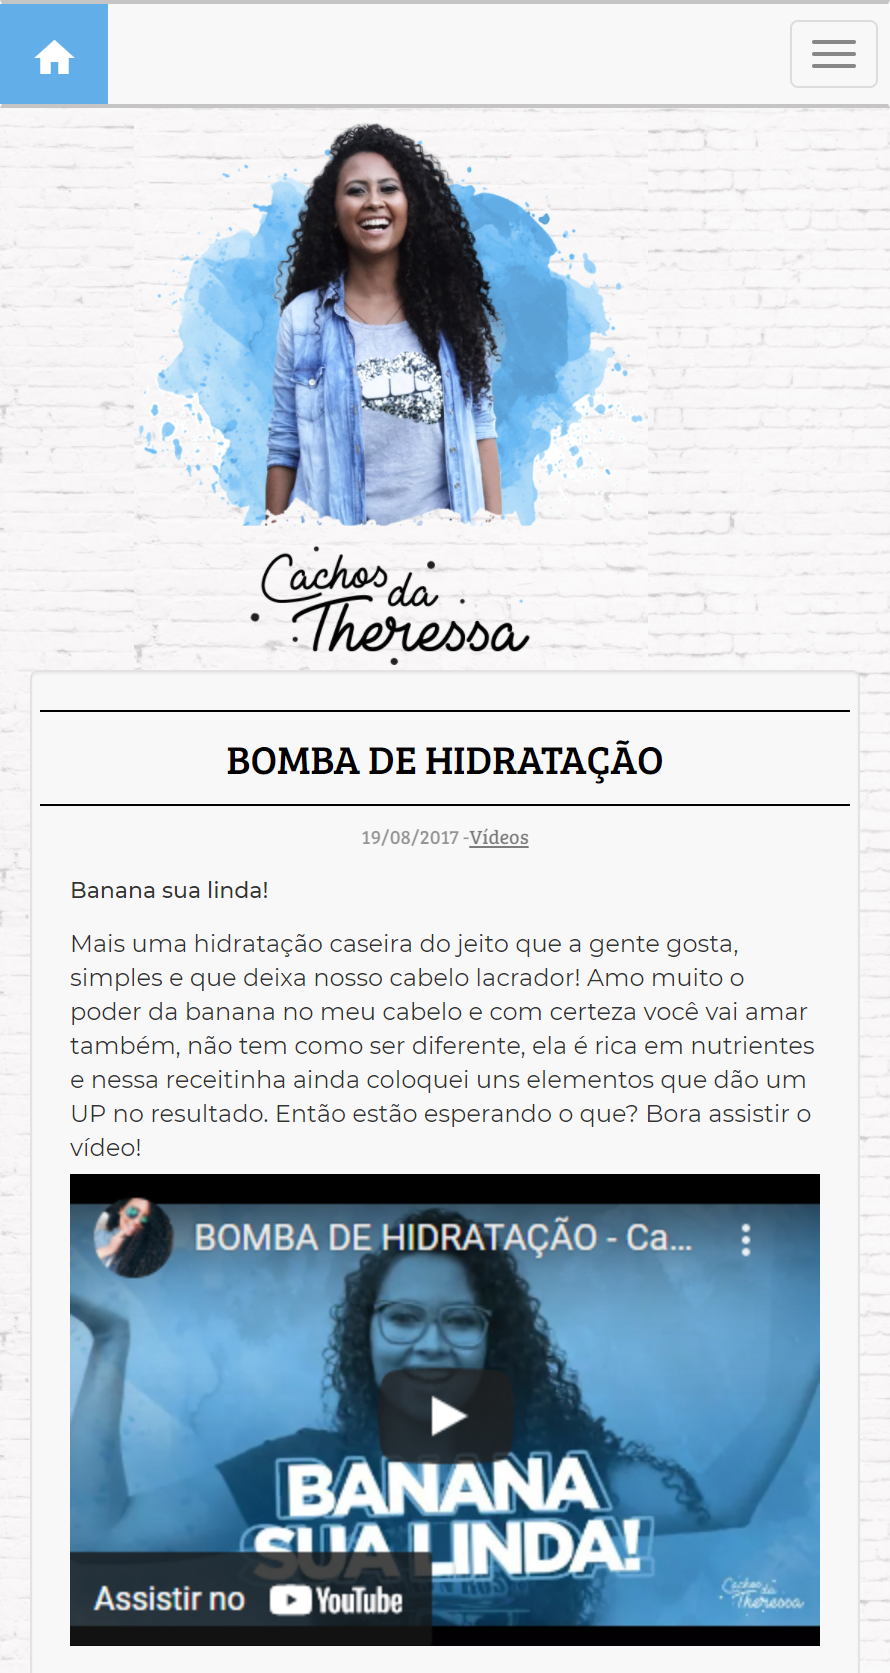 Cachos da
Theressa
BOMBA DE HIDRATAÇÃO
19/08/2017 -Vídeos
Banana sua linda!
Mais uma hidratação caseira do jeito que a gente gosta,
simples e que deixa nosso cabelo lacrador! Amo muito o
poder da banana no meu cabelo e com certeza você vai amar
também, não tem como ser diferente, ela é rica em nutrientes
e nessa receitinha ainda coloquei uns elementos que dão um
UP no resultado. Então estão esperando o que? Bora assistir o
vídeo!
BOMBA DE HIDRATAÇÃO - Ca...
BANANA
SUA LINDA!
Assistir no YouTube
Cachos da
Theressa